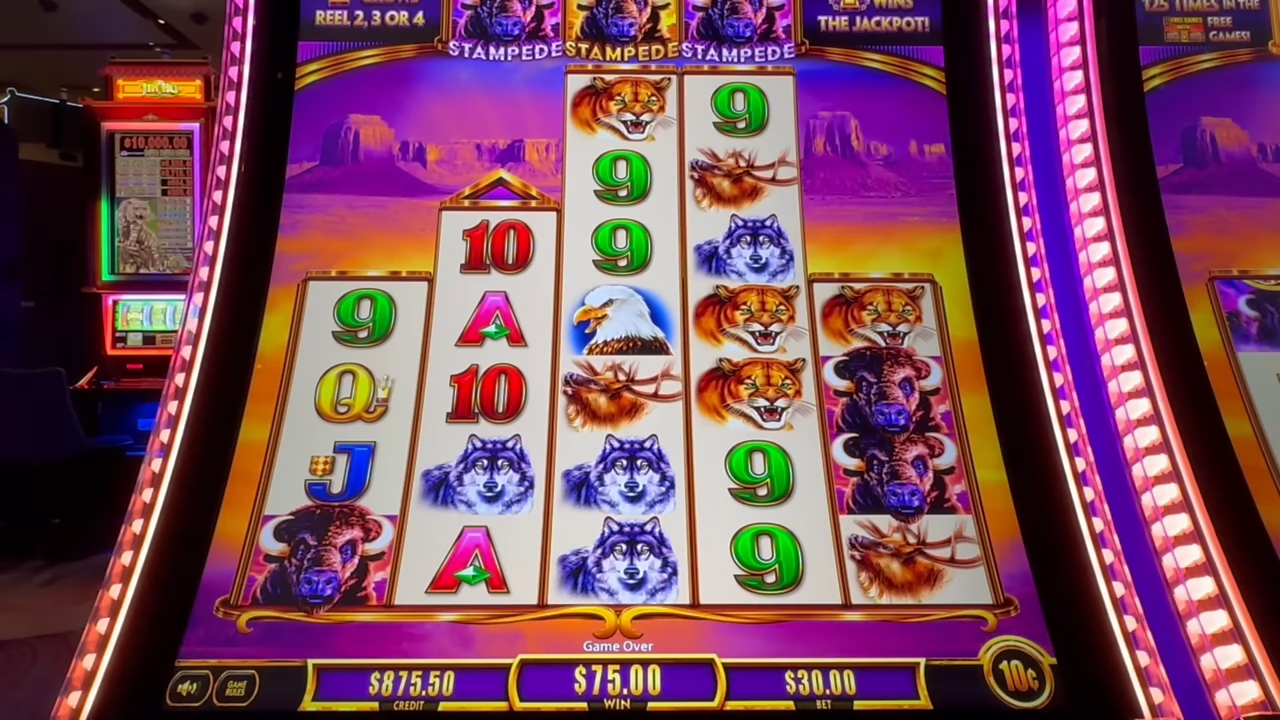 REEL 2, 3 OR 4
WINS
THE JACKPOT!
125 TIMES IN THE
FREE GAMES
FREE
GAMES!
STAMPEDE
STAMPEDE
STAMPEDE
$10,000.00
9
9
9
9
10
9
A
Q
10
J
9
A
9
Game Over
$875.50
$75.00
$30.00
10¢
GAME
RULES
CREDIT
WIN
BET